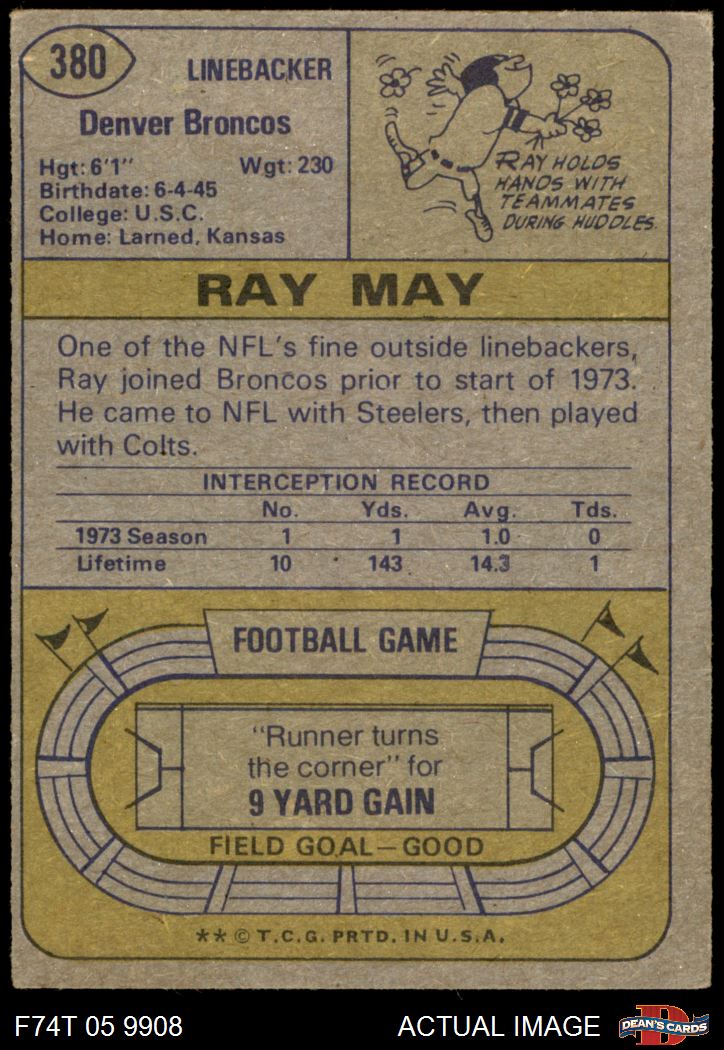 380
LINEBACKER
Denver Broncos
Hgt: 6'1" Wgt: 230
Birthdate: 6-4-45
College: U.S.C.
Home: Larned, Kansas
RAY HOLDS
HANDS WITH
TEAMMATES
DURING HUDDLES.
RAY MAY
One of the NFL's fine outside linebackers,
Ray joined Broncos prior to start of 1973.
He came to NFL with Steelers, then played
with Colts.
INTERCEPTION RECORD
No. Yds. Avg. Tds.
1973 Season 1 1 1.0 0
Lifetime 10 143 14.3 1
FOOTBALL GAME
"Runner turns
the corner" for
9 YARD GAIN
FIELD GOAL—GOOD
** © T.C.G. PRTD. IN U.S.A.
F74T 05 9908 ACTUAL IMAGE
D
DEAN'S CARDS